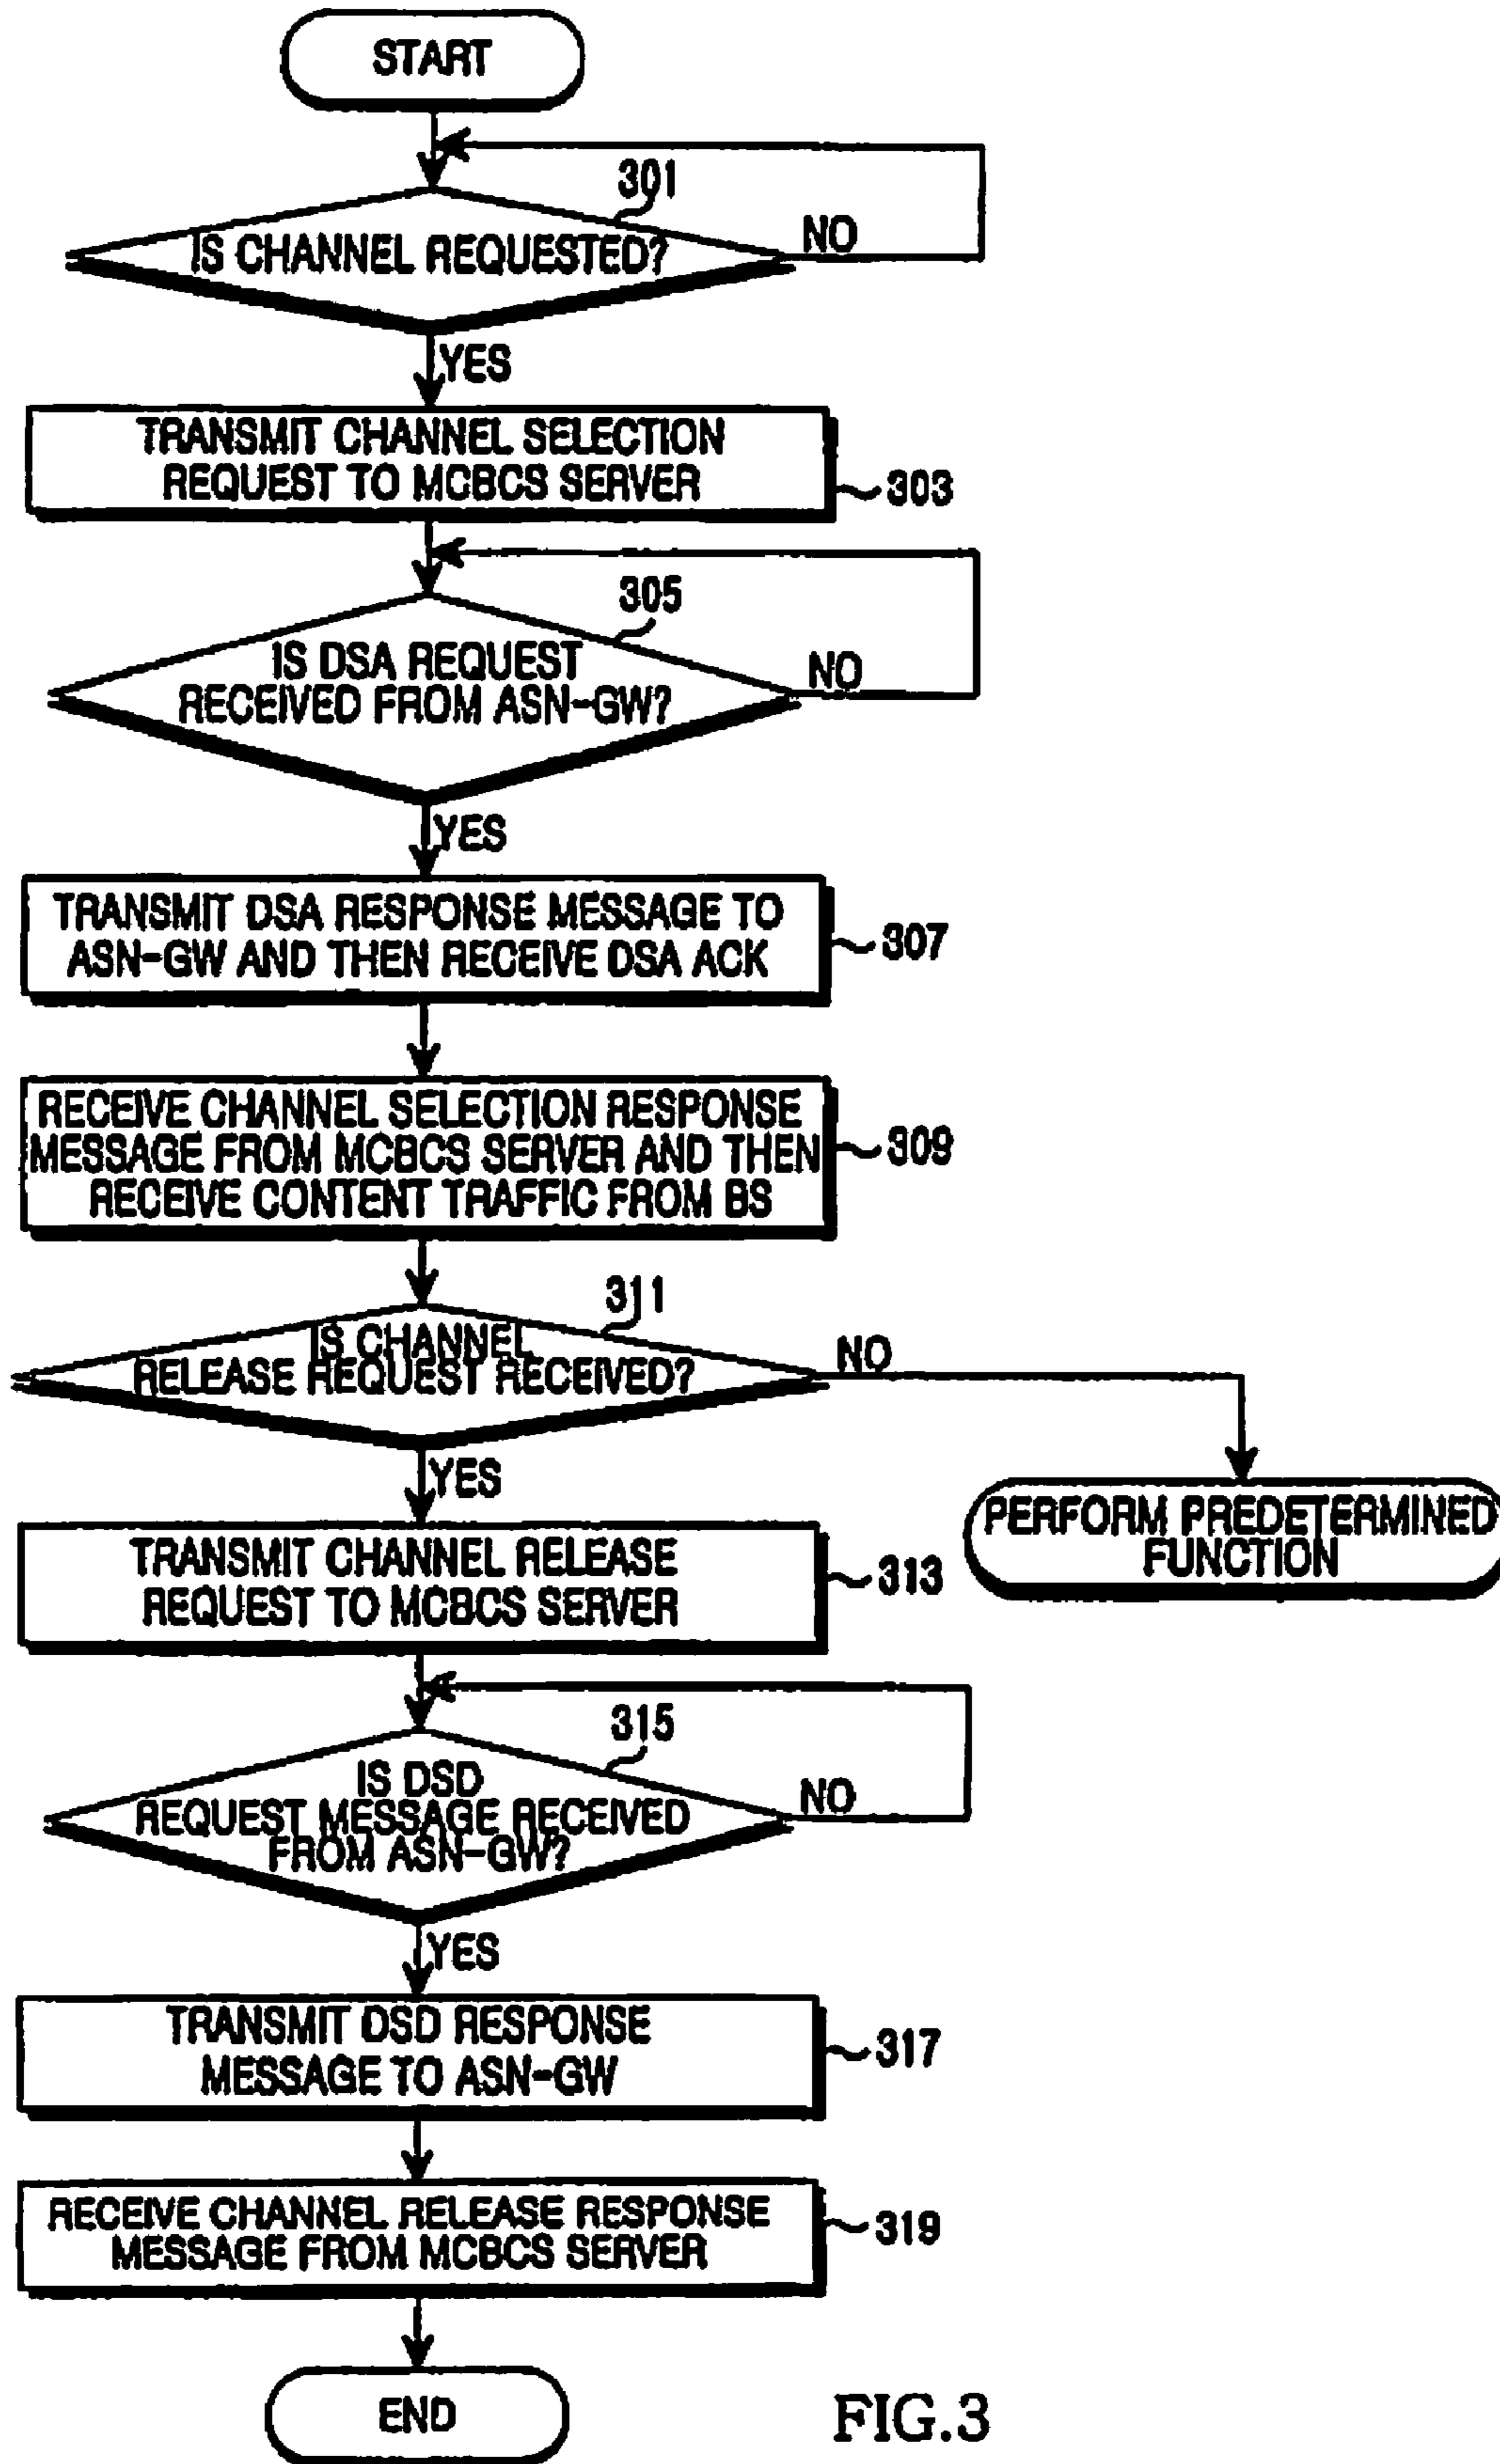 START
301
IS CHANNEL REQUESTED?
NO
YES
TRANSMIT CHANNEL SELECTION
REQUEST TO MCBCS SERVER
303
305
IS DSA REQUEST
RECEIVED FROM ASN-GW?
NO
YES
TRANSMIT DSA RESPONSE MESSAGE TO
ASN-GW AND THEN RECEIVE DSA ACK
307
RECEIVE CHANNEL SELECTION RESPONSE
MESSAGE FROM MCBCS SERVER AND THEN
RECEIVE CONTENT TRAFFIC FROM BS
309
311
IS CHANNEL
RELEASE REQUEST RECEIVED?
NO
YES
PERFORM PREDETERMINED
FUNCTION
TRANSMIT CHANNEL RELEASE
REQUEST TO MCBCS SERVER
313
315
IS DSD
REQUEST MESSAGE RECEIVED
FROM ASN-GW?
NO
YES
TRANSMIT DSD RESPONSE
MESSAGE TO ASN-GW
317
RECEIVE CHANNEL RELEASE RESPONSE
MESSAGE FROM MCBCS SERVER
319
END
FIG.3